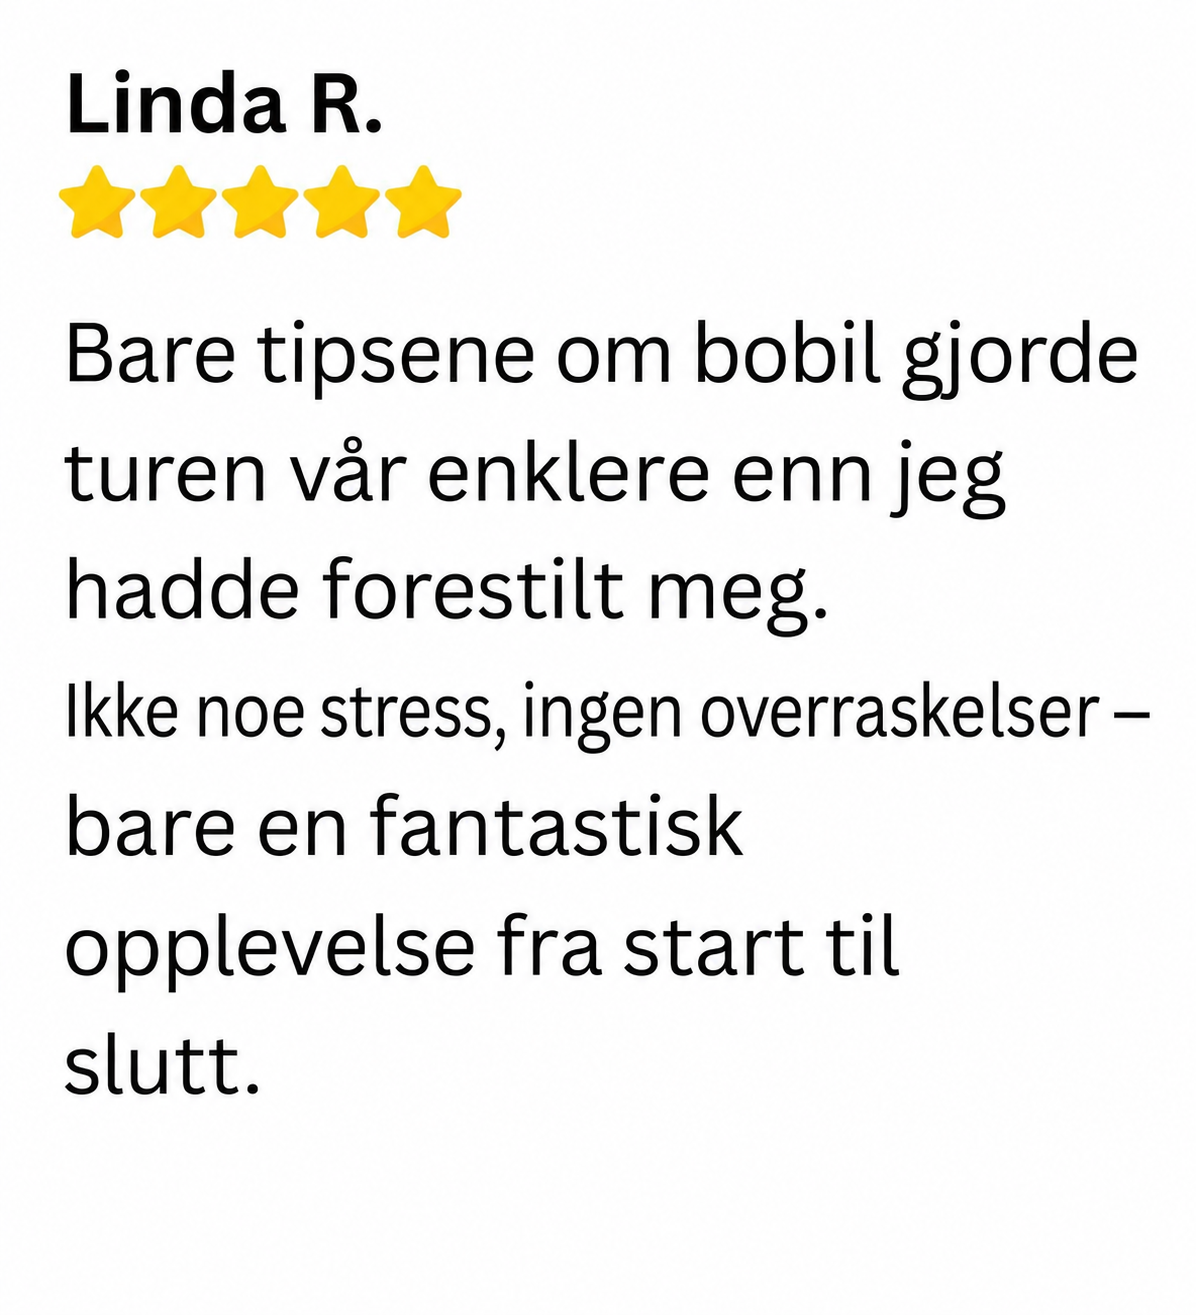 Linda R.
⭐⭐⭐⭐⭐
Bare tipsene om bobil gjorde
turen vår enklere enn jeg
hadde forestilt meg.
Ikke noe stress, ingen overraskelser –
bare en fantastisk
opplevelse fra start til
slutt.